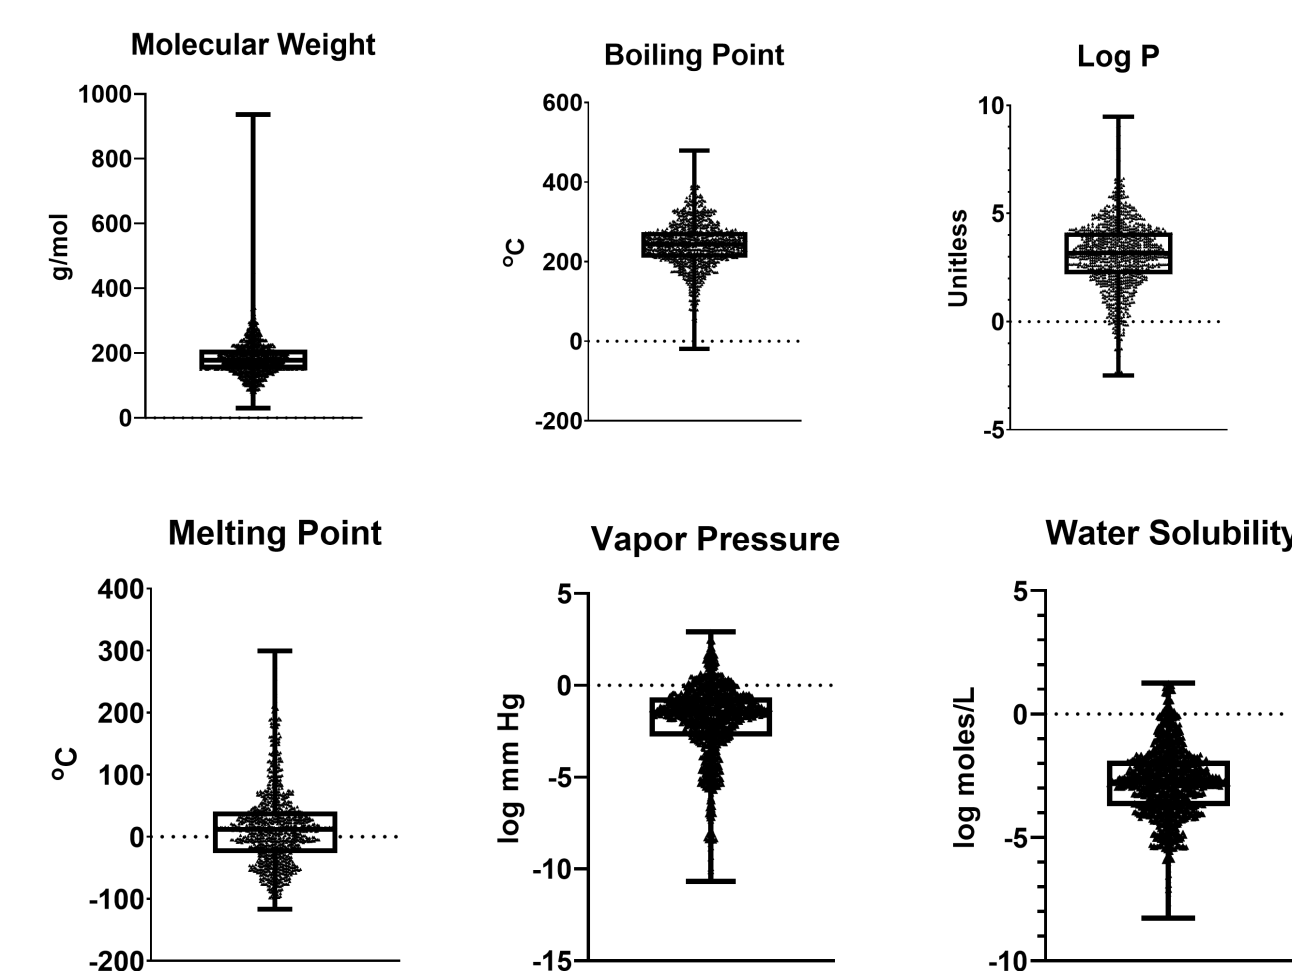 Molecular Weight
1000
800
600
400
200
0
g/mol
Boiling Point
600
400
200
0
-200
oC
Log P
10
5
0
-5
Unitless
Melting Point
400
300
200
100
0
-100
-200
oC
Vapor Pressure
5
0
-5
-10
-15
log mm Hg
Water Solubility
5
0
-5
-10
log moles/L